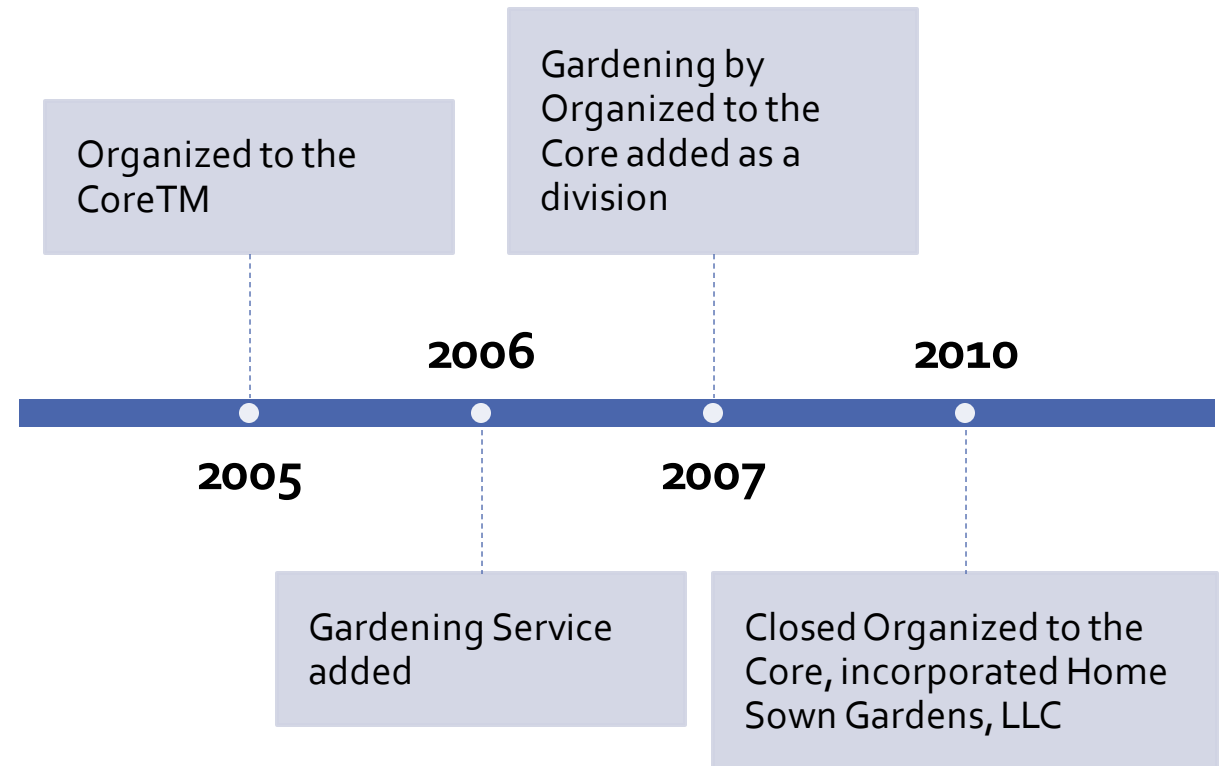 Organized to the
CoreTM
Gardening by
Organized to the
Core added as a
division
2006
2010
2005
2007
Gardening Service
added
Closed Organized to the
Core, incorporated Home
Sown Gardens, LLC